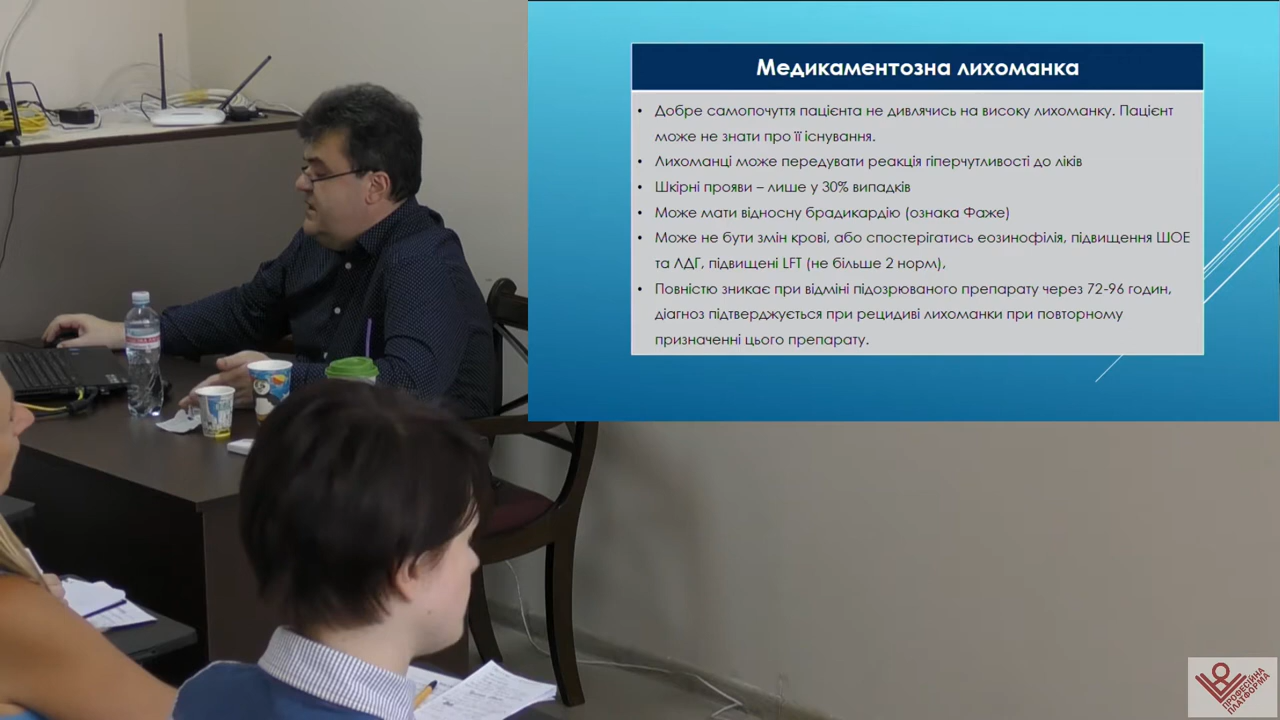 Медикаментозна лихоманка
• Добре самопочуття пацієнта не дивлячись на високу лихоманку. Пацієнт
може не знати про її існування.
• Лихоманці може передувати реакція гіперчутливості до ліків
• Шкірні прояви – лише у 30% випадків
• Може мати відносну брадикардію (ознака Фаже)
• Може не бути змін крові, або спостерігатись еозинофілія, підвищення ШОЕ
та ЛДГ, підвищені LFT (не більше 2 норм),
• Повністю зникає при відміні підозрюваного препарату через 72-96 годин,
діагноз підтверджується при рецидиві лихоманки при повторному
призначенні цього препарату.
ПРОФЕСІЙНА
ПЛАТФОРМА